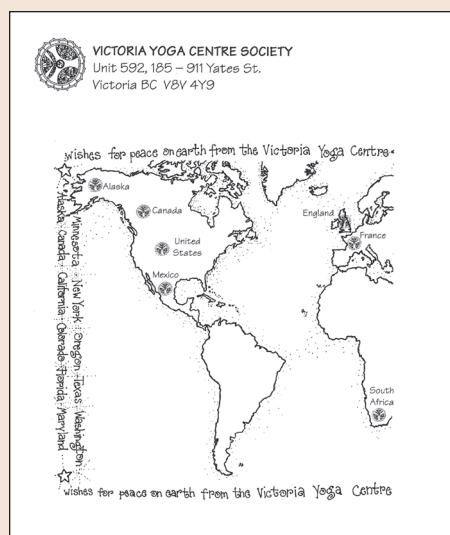 VICTORIA YOGA CENTRE SOCIETY
Unit 592, 185 – 911 Yates St.
Victoria BC V8V 4Y9
wishes for peace on earth from the Victoria Yoga Centre
Alaska
Canada
United
States
Mexico
England
France
South
Africa
Minnesota · New York · Oregon · Texas · Washington
Alaska · Canada · California · Colorado · Florida · Maryland
wishes for peace on earth from the Victoria Yoga Centre